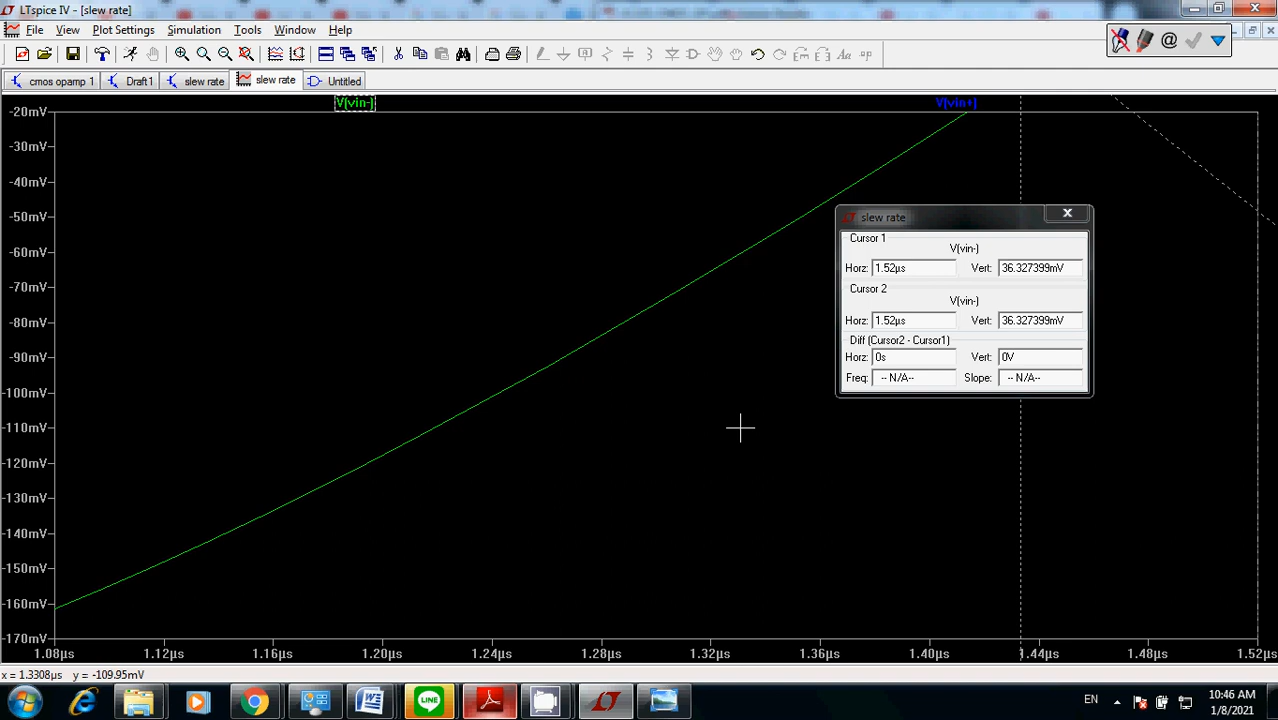 LTspice IV - [slew rate]
File View Plot Settings Simulation Tools Window Help
cmos opamp 1 Draft1 slew rate slew rate Untitled
V(vin-) V(vin+)
-20mV
-30mV
-40mV
-50mV
-60mV
-70mV
-80mV
-90mV
-100mV
-110mV
-120mV
-130mV
-140mV
-150mV
-160mV
-170mV
1.08µs 1.12µs 1.16µs 1.20µs 1.24µs 1.28µs 1.32µs 1.36µs 1.40µs 1.44µs 1.48µs 1.52µs
slew rate
Cursor 1
V(vin-)
Horz: 1.52µs Vert: 36.327399mV
Cursor 2
V(vin-)
Horz: 1.52µs Vert: 36.327399mV
Diff (Cursor2 - Cursor1)
Horz: 0s Vert: 0V
Freq: -- N/A-- Slope: -- N/A--
x = 1.3308µs y = -109.95mV
LINE
EN
10:46 AM
1/8/2021